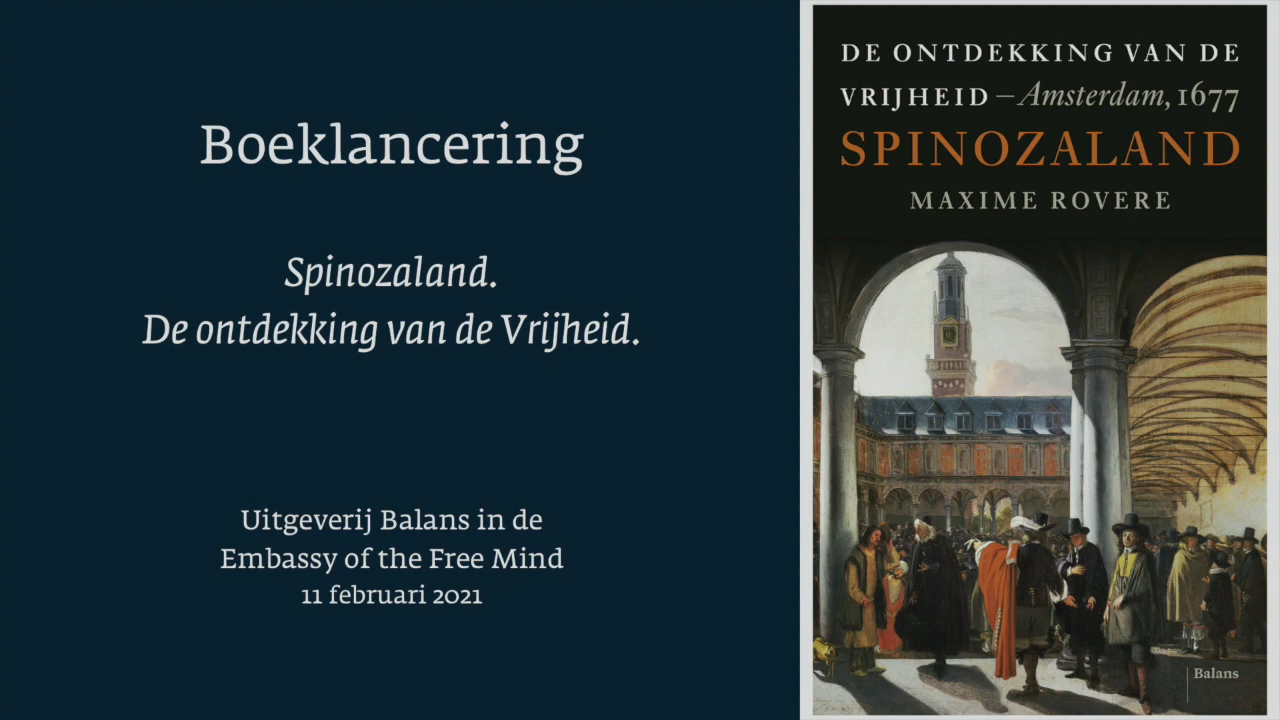 Boeklancering
Spinozaland.
De ontdekking van de Vrijheid.
Uitgeverij Balans in de
Embassy of the Free Mind
11 februari 2021
DE ONTDEKKING VAN DE
VRIJHEID – Amsterdam, 1677
SPINOZALAND
MAXIME ROVERE
Balans